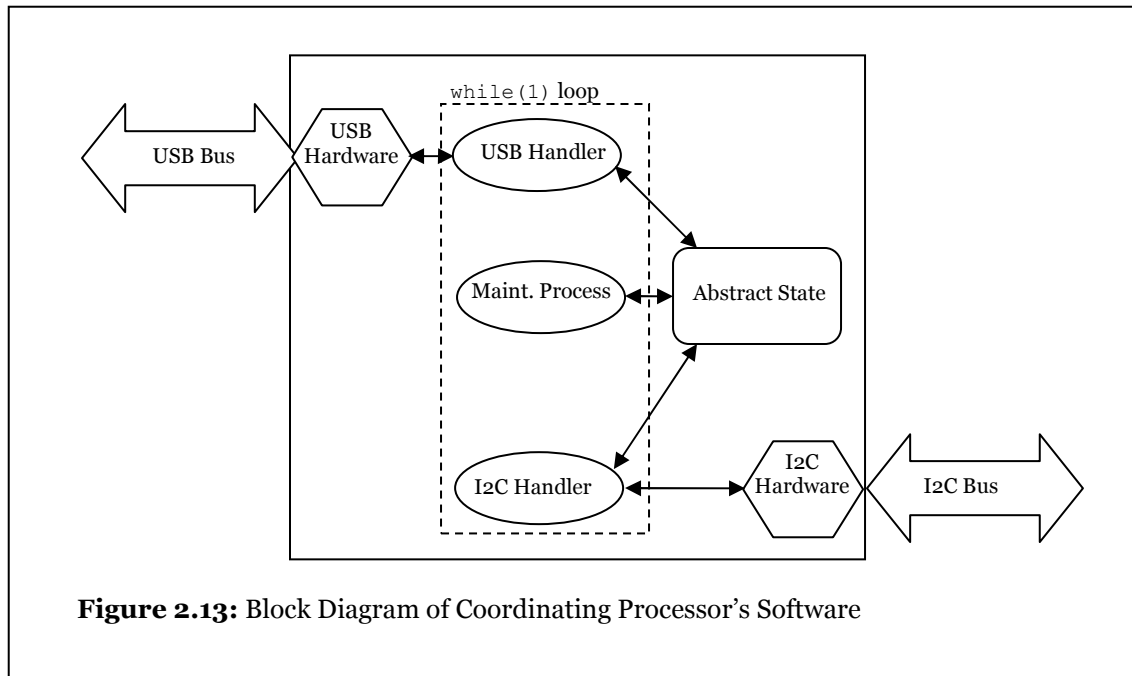 while(1) loop
USB
Hardware
USB Bus
USB Handler
Maint. Process
Abstract State
I2C Handler
I2C
Hardware
I2C Bus
Figure 2.13: Block Diagram of Coordinating Processor’s Software